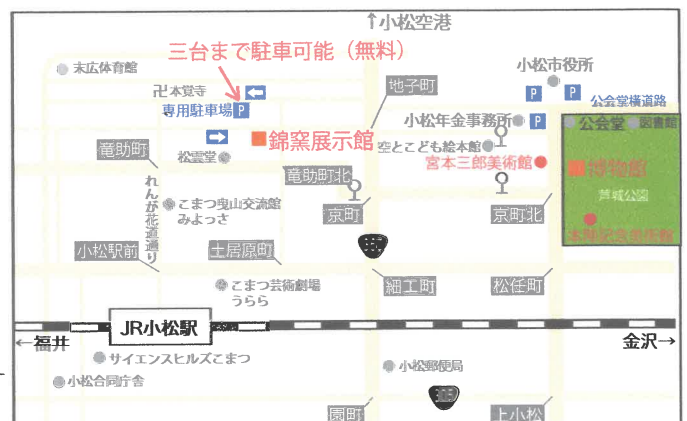 ↑小松空港
三台まで駐車可能（無料）
末広体育館
小松市役所
卍本覚寺
地子町
P
P
公会堂横道路
専用駐車場
P
小松年金事務所
P
公会堂
図書館
錦窯展示館
空とこども絵本館
竜助町
松雲堂
宮本三郎美術館
博物館
竜助町北
れんが花道通り
芦城公園
こまつ曳山交流館
みよっさ
京町
京町北
小松駅前
土居原町
こまつ芸術劇場
うらら
細工町
松任町
JR小松駅
←福井
金沢→
サイエンスヒルズこまつ
小松合同庁舎
小松郵便局
305
園町
上小松